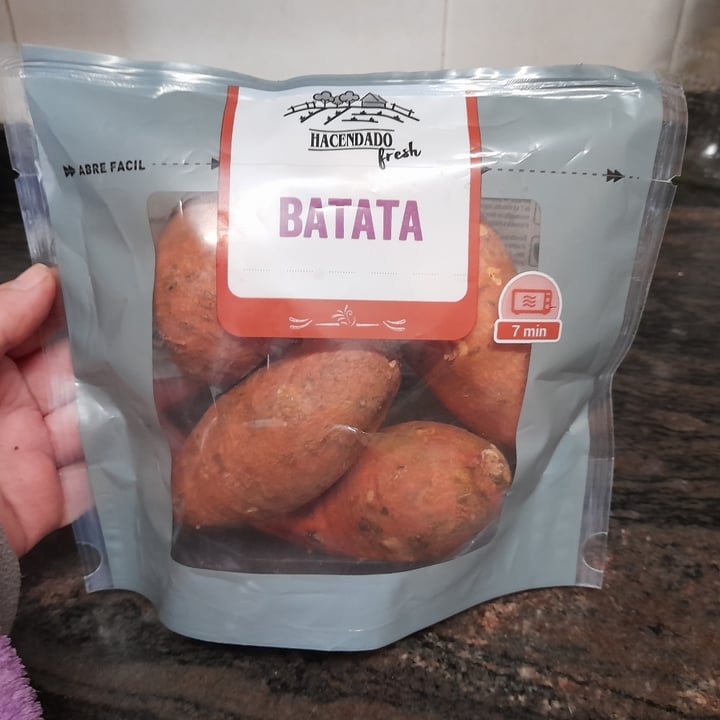 HACENDADO
fresh
ABRE FACIL
BATATA
7 min